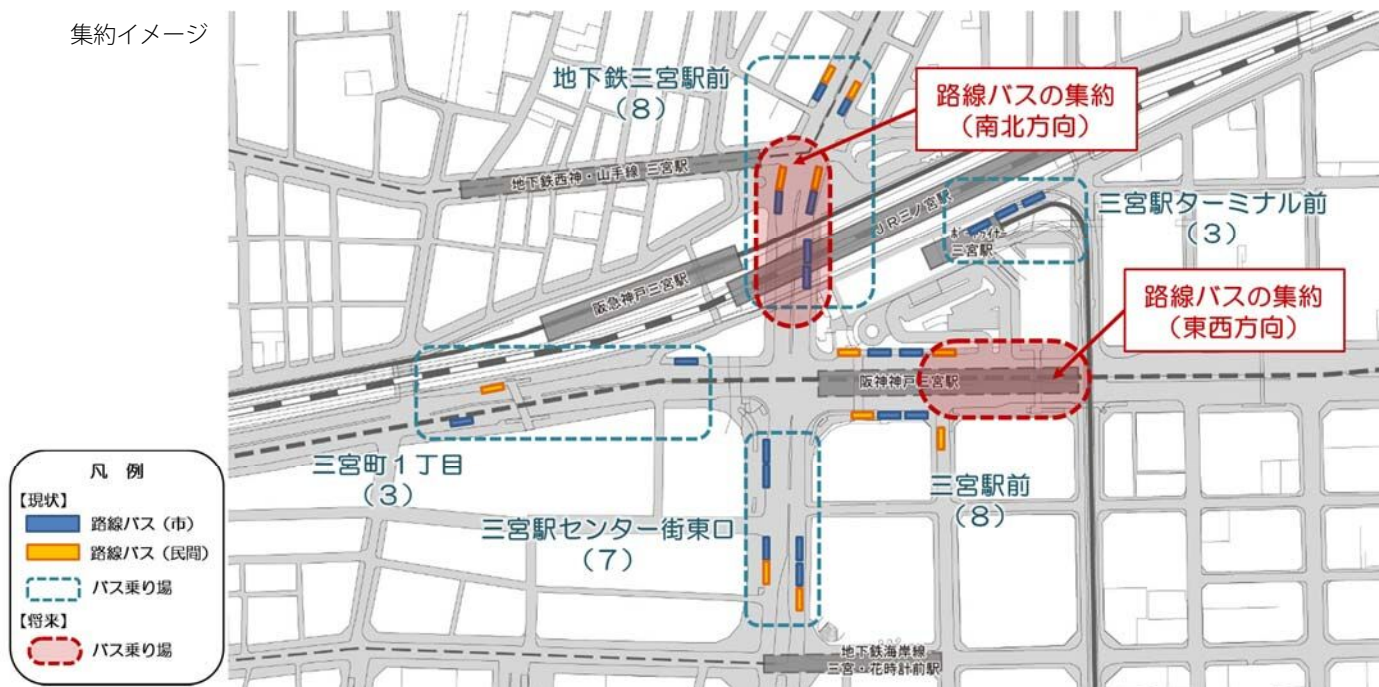 集約イメージ
地下鉄三宮駅前
（8）
路線バスの集約
（南北方向）
地下鉄西神・山手線 三宮駅
JR三ノ宮駅
三宮駅ターミナル前
（3）
ポートライナー
三宮駅
阪急神戸三宮駅
路線バスの集約
（東西方向）
阪神神戸三宮駅
三宮町1丁目
（3）
三宮駅前
（8）
三宮駅センター街東口
（7）
地下鉄海岸線
三宮・花時計前駅
凡 例
【現状】
路線バス（市）
路線バス（民間）
バス乗り場
【将来】
バス乗り場